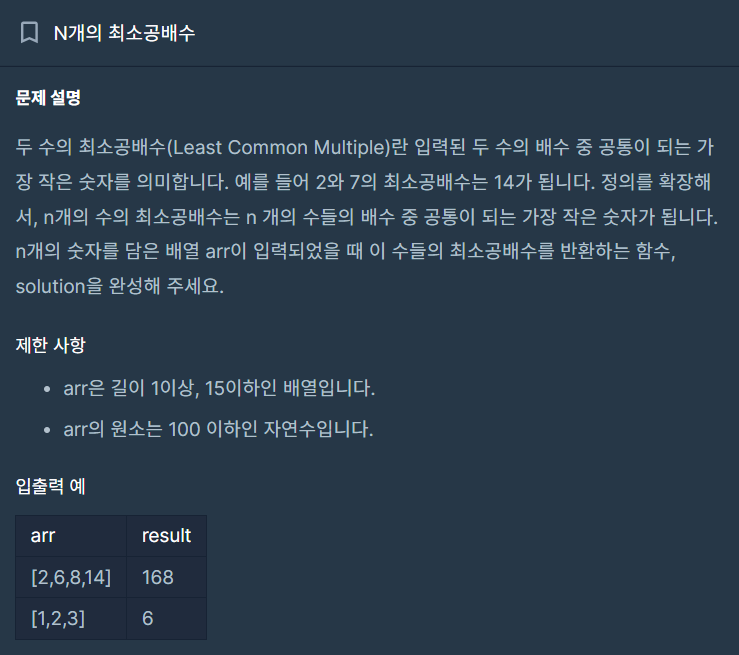 N개의 최소공배수
문제 설명
두 수의 최소공배수(Least Common Multiple)란 입력된 두 수의 배수 중 공통이 되는 가
장 작은 숫자를 의미합니다. 예를 들어 2와 7의 최소공배수는 14가 됩니다. 정의를 확장해
서, n개의 수의 최소공배수는 n 개의 수들의 배수 중 공통이 되는 가장 작은 숫자가 됩니다.
n개의 숫자를 담은 배열 arr이 입력되었을 때 이 수들의 최소공배수를 반환하는 함수,
solution을 완성해 주세요.
제한 사항
• arr은 길이 1이상, 15이하인 배열입니다.
• arr의 원소는 100 이하인 자연수입니다.
입출력 예
arr result
[2,6,8,14] 168
[1,2,3] 6